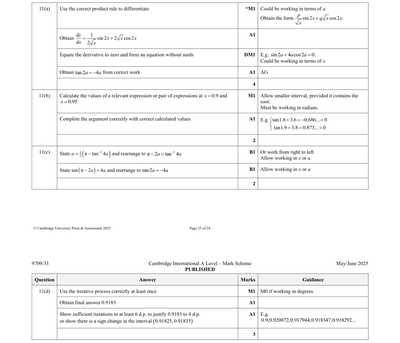 11(a) Use the correct product rule to differentiate *M1 Could be working in terms of a.
Obtain the form p/√x sin 2x + q√x cos 2x.
Obtain dy/dx = 1/(2√x) sin 2x + 2√x cos 2x A1
Equate the derivative to zero and form an equation without surds DM1 E.g. sin 2a + 4a cos 2a = 0.
Could be working in terms of x.
Obtain tan 2a = −4a from correct work A1 AG
4
11(b) Calculate the values of a relevant expression or pair of expressions at x = 0.9 and M1 Allow smaller interval, provided it contains the
x = 0.95 root.
Must be working in radians.
Complete the argument correctly with correct calculated values A1 E.g. { tan1.8 + 3.6 = −0.686... < 0
tan1.9 + 3.8 = 0.873... > 0
2
11(c) State a = ¼(π − tan⁻¹ 4a) and rearrange to π − 2a = tan⁻¹ 4a B1 Or work from right to left.
Allow working in x or a.
State tan(π − 2a) = 4a and rearrange to tan 2a = −4a B1 Allow working in x or a.
2
© Cambridge University Press & Assessment 2025 Page 23 of 24
9709/33 Cambridge International A Level – Mark Scheme May/June 2025
PUBLISHED
Question Answer Marks Guidance
11(d) Use the iterative process correctly at least once M1 M0 if working in degrees.
Obtain final answer 0.9183 A1
Show sufficient iterations to at least 6 d.p. to justify 0.9183 to 4 d.p. A1 E.g.
or show there is a sign change in the interval (0.91825, 0.91835) 0.9,0.920872,0.917944,0.918347,0.918292...
3